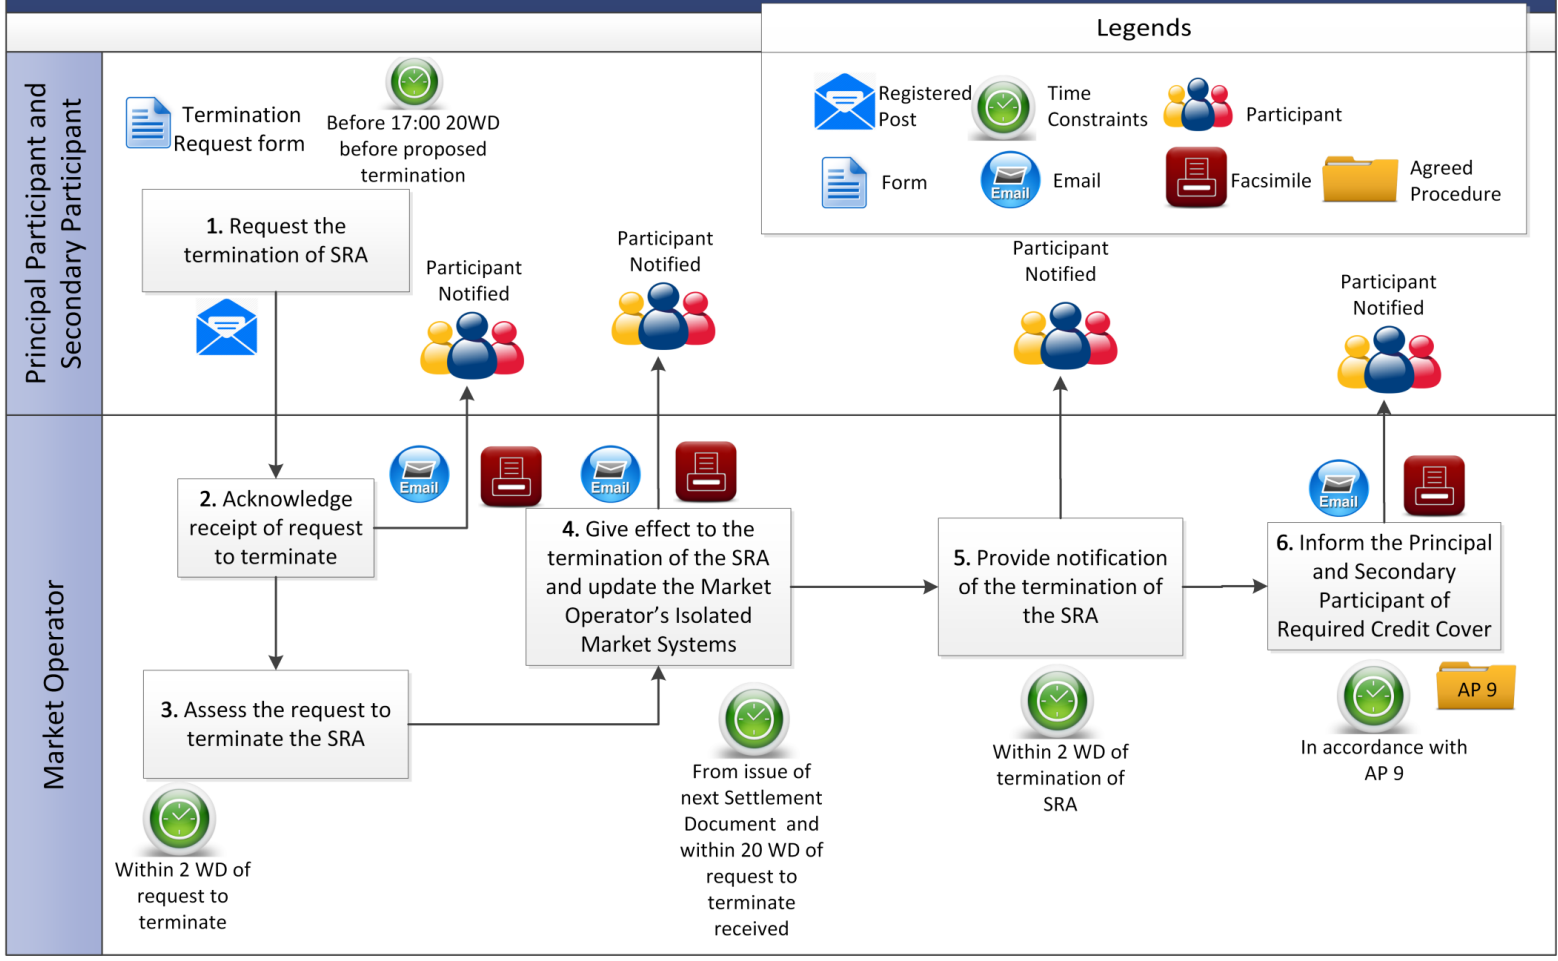 Legends
Registered
Post
Time
Constraints
Participant
Form
Email
Email
Facsimile
Agreed
Procedure
Principal Participant and
Secondary Participant
Termination
Request form
Before 17:00 20WD
before proposed
termination
1. Request the
termination of SRA
Participant
Notified
Participant
Notified
Participant
Notified
Participant
Notified
Market Operator
Email
Email
Email
2. Acknowledge
receipt of request
to terminate
3. Assess the request to
terminate the SRA
Within 2 WD of
request to
terminate
4. Give effect to the
termination of the SRA
and update the Market
Operator’s Isolated
Market Systems
From issue of
next Settlement
Document and
within 20 WD of
request to
terminate
received
5. Provide notification
of the termination of
the SRA
Within 2 WD of
termination of
SRA
6. Inform the Principal
and Secondary
Participant of
Required Credit Cover
AP 9
In accordance with
AP 9